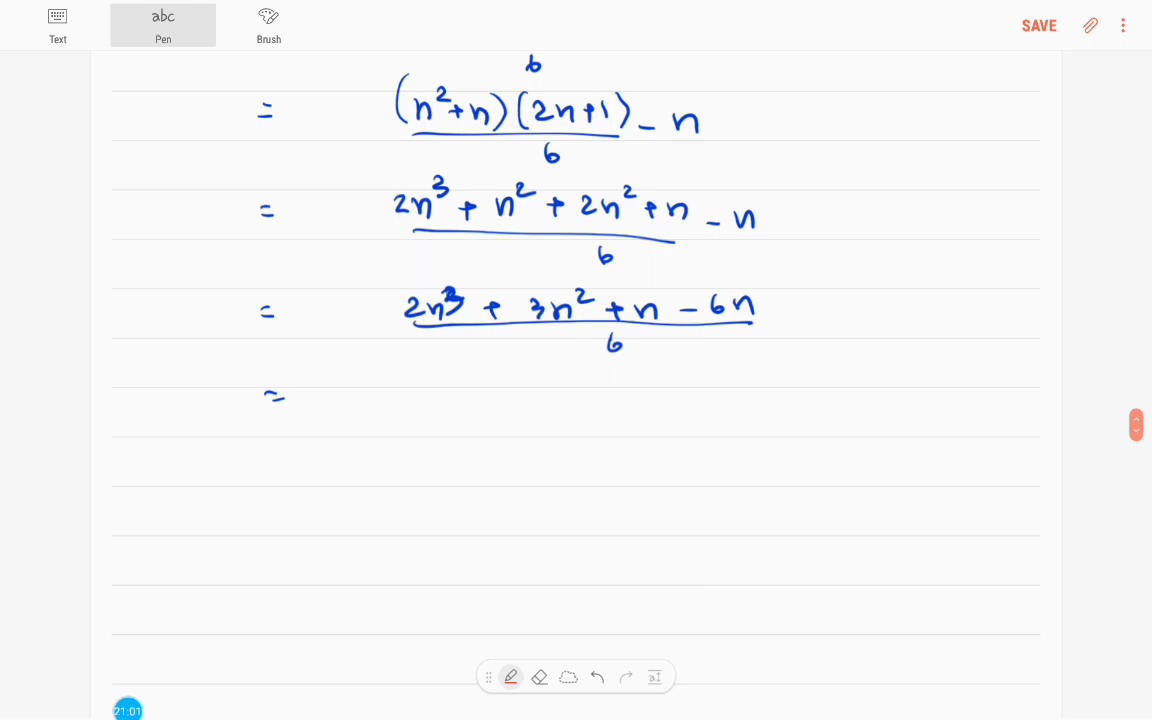 Text abc Pen Brush SAVE
6
= (n²+n)(2n+1) - n
6
= 2n³ + n² + 2n² + n - n
6
= 2n³ + 3n² + n - 6n
6
=
21:01